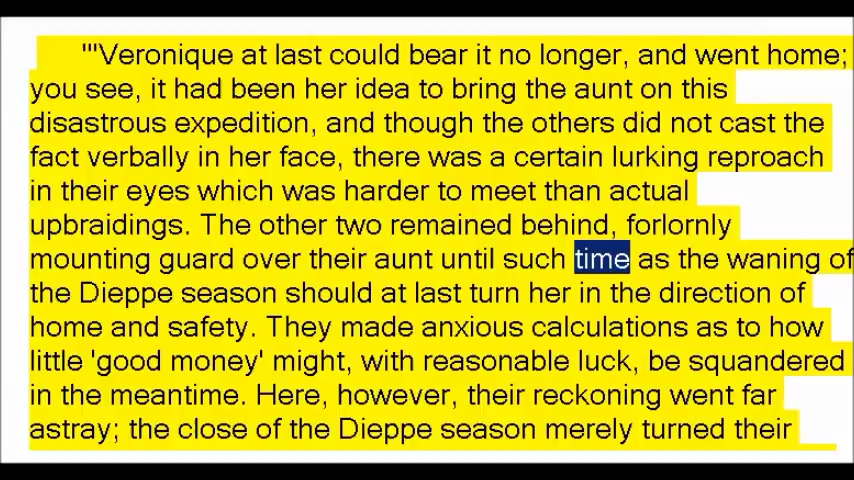 "'Veronique at last could bear it no longer, and went home;
you see, it had been her idea to bring the aunt on this
disastrous expedition, and though the others did not cast the
fact verbally in her face, there was a certain lurking reproach
in their eyes which was harder to meet than actual
upbraidings. The other two remained behind, forlornly
mounting guard over their aunt until such time as the waning of
the Dieppe season should at last turn her in the direction of
home and safety. They made anxious calculations as to how
little 'good money' might, with reasonable luck, be squandered
in the meantime. Here, however, their reckoning went far
astray; the close of the Dieppe season merely turned their